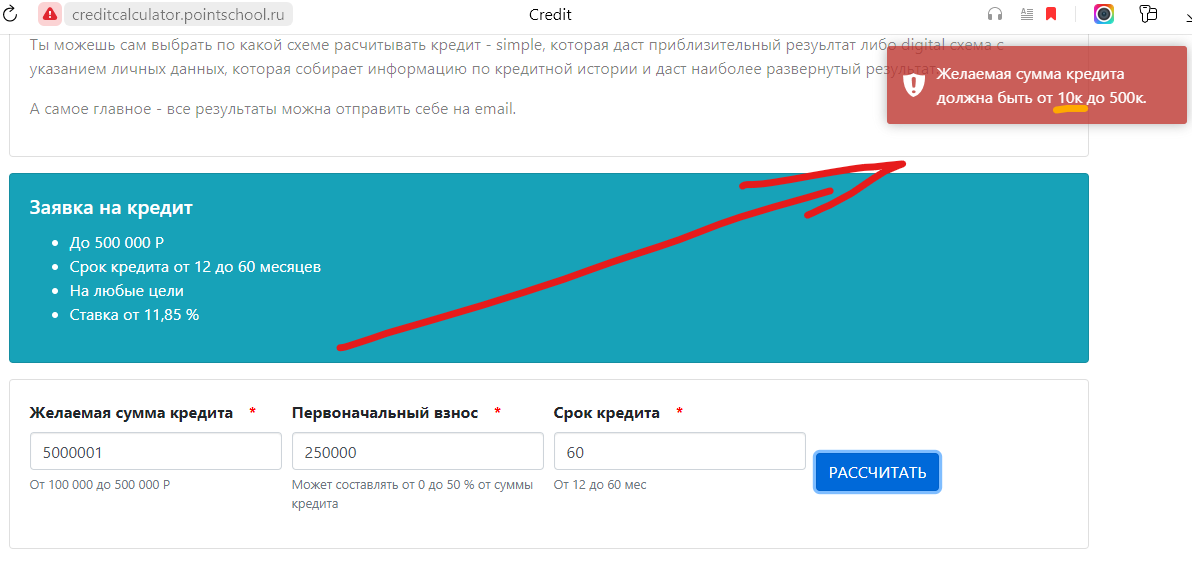 creditcalculator.pointschool.ru
Credit
Ты можешь сам выбрать по какой схеме расчитывать кредит - simple, которая даст приблизительный результат либо digital схема с
указанием личных данных, которая собирает информацию по кредитной истории и даст наиболее развернутый результат.
А самое главное - все результаты можна отправить себе на email.
Желаемая сумма кредита
должна быть от 10к до 500к.
Заявка на кредит
• До 500 000 Р
• Срок кредита от 12 до 60 месяцев
• На любые цели
• Ставка от 11,85 %
Желаемая сумма кредита *
Первоначальный взнос *
Срок кредита *
5000001
250000
60
РАССЧИТАТЬ
От 100 000 до 500 000 Р
Может составлять от 0 до 50 % от суммы
кредита
От 12 до 60 мес